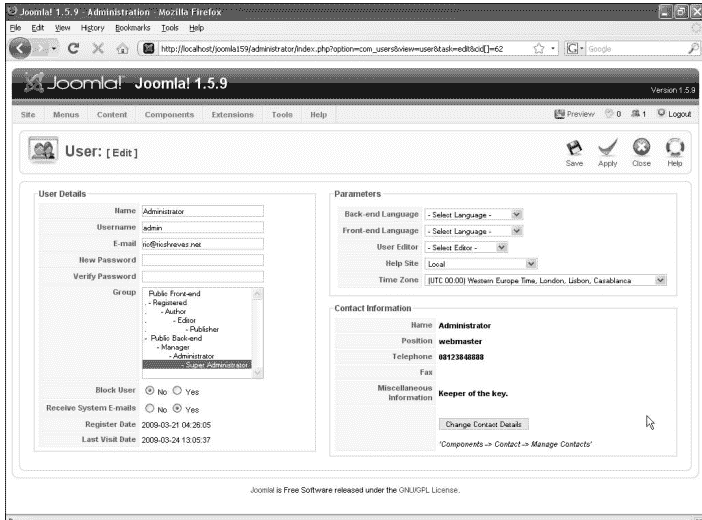 Joomla! 1.5.9 - Administration - Mozilla Firefox
File Edit View History Bookmarks Tools Help
http://localhost/joomla159/administrator/index.php?option=com_users&view=user&task=edit&cid[]=62
Google
Joomla! Joomla! 1.5.9
Version 1.5.9
Site Menus Content Components Extensions Tools Help Preview 0 1 Logout
User: [ Edit ]
Save Apply Close Help
User Details
Name Administrator
Username admin
E-mail ric@ricshreves.net
New Password
Verify Password
Group
Public Front-end
. - Registered
. - Author
. - Editor
. - Publisher
- Public Back-end
- Manager
- Administrator
- Super Administrator
Block User No Yes
Receive System E-mails No Yes
Register Date 2009-03-21 04:26:05
Last Visit Date 2009-03-24 13:05:37
Parameters
Back-end Language - Select Language -
Front-end Language - Select Language -
User Editor - Select Editor -
Help Site Local
Time Zone (UTC 00:00) Western Europe Time, London, Lisbon, Casablanca
Contact Information
Name Administrator
Position webmaster
Telephone 08123848888
Fax
Miscellaneous Information Keeper of the key.
Change Contact Details
'Components -> Contact -> Manage Contacts'
Joomla! is Free Software released under the GNU/GPL License.